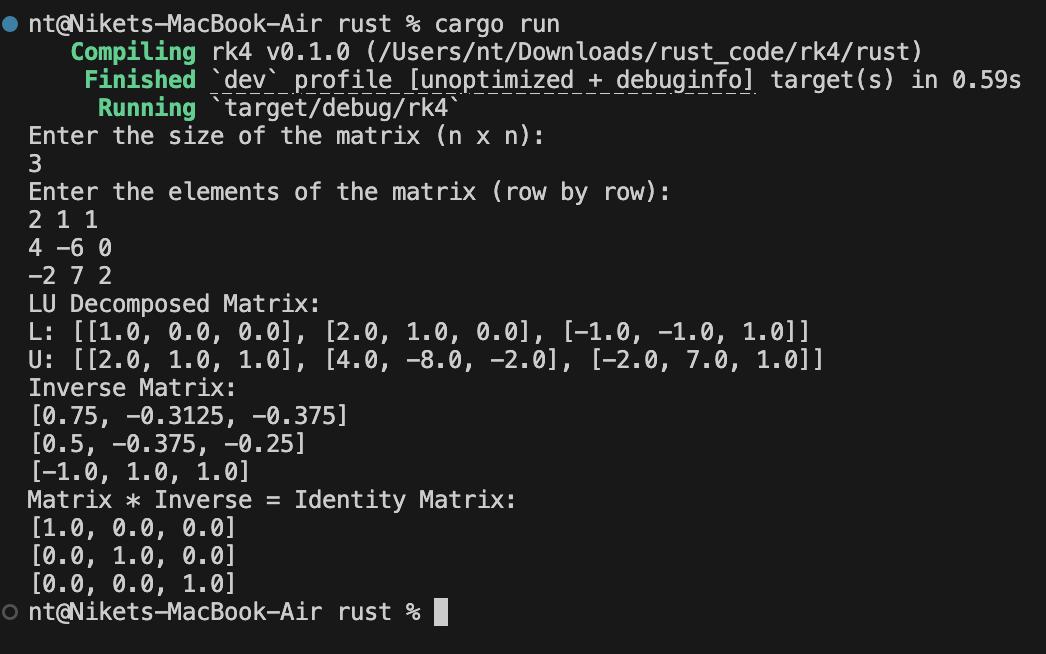 nt@Nikets-MacBook-Air rust % cargo run
Compiling rk4 v0.1.0 (/Users/nt/Downloads/rust_code/rk4/rust)
Finished `dev` profile [unoptimized + debuginfo] target(s) in 0.59s
Running `target/debug/rk4`
Enter the size of the matrix (n x n):
3
Enter the elements of the matrix (row by row):
2 1 1
4 -6 0
-2 7 2
LU Decomposed Matrix:
L: [[1.0, 0.0, 0.0], [2.0, 1.0, 0.0], [-1.0, -1.0, 1.0]]
U: [[2.0, 1.0, 1.0], [4.0, -8.0, -2.0], [-2.0, 7.0, 1.0]]
Inverse Matrix:
[0.75, -0.3125, -0.375]
[0.5, -0.375, -0.25]
[-1.0, 1.0, 1.0]
Matrix * Inverse = Identity Matrix:
[1.0, 0.0, 0.0]
[0.0, 1.0, 0.0]
[0.0, 0.0, 1.0]
nt@Nikets-MacBook-Air rust %